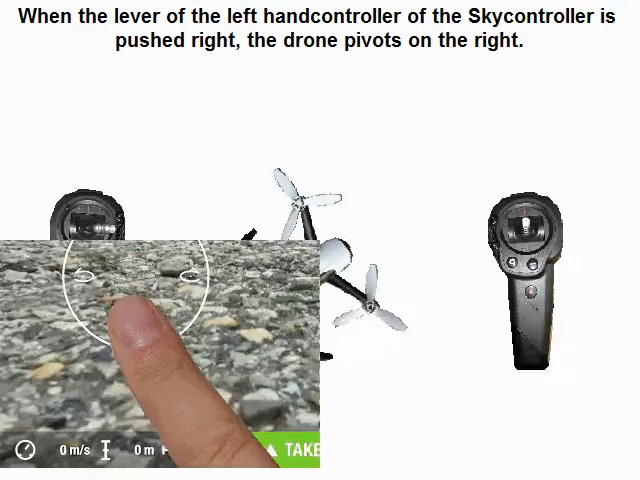 When the lever of the left handcontroller of the Skycontroller is
pushed right, the drone pivots on the right.
0 m/s 0 m TAKE